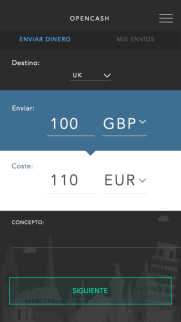 OPENCASH
ENVIAR DINERO MIS ENVÍOS
Destino:
UK
Enviar:
100 GBP
Coste:
110 EUR
CONCEPTO:
SIGUIENTE